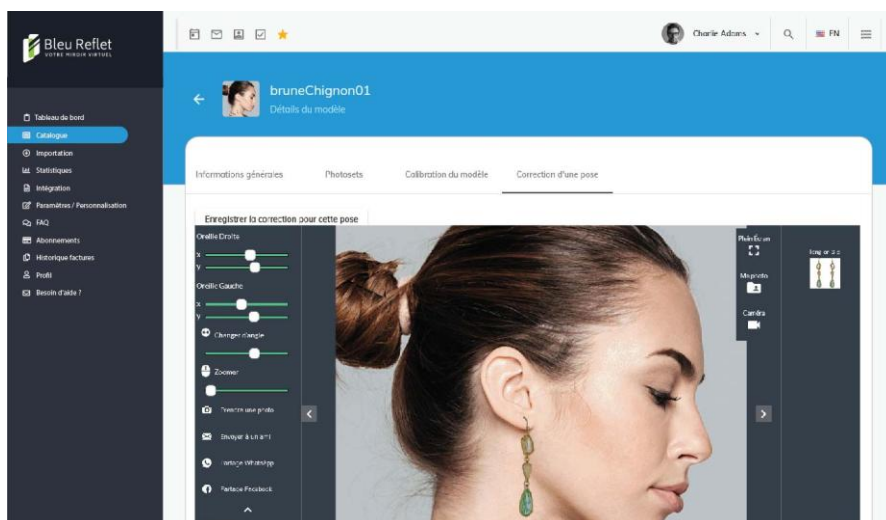 Bleu Reflet
VOTRE MIROIR VIRTUEL
Charlie Adams
EN
Tableau de bord
Catalogue
Importation
Statistiques
Intégration
Paramètres / Personnalisation
FAQ
Abonnements
Historique factures
Profil
Besoin d'aide ?
bruneChignon01
Détails du modèle
Informations générales
Photosets
Calibration du modèle
Correction d'une pose
Enregistrer la correction pour cette pose
Oreille Droite
x
y
Oreille Gauche
x
y
Changer d'angle
Zoomer
Prendre une photo
Envoyer à un ami
Partage WhatsApp
Partage Facebook
Plein Écran
Ma photo
Caméra